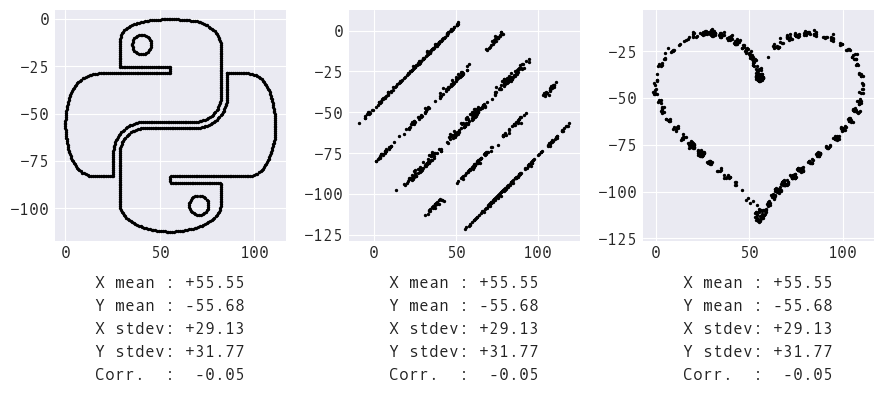 0
−25
−50
−75
−100
0
50
100
X mean : +55.55
Y mean : -55.68
X stdev: +29.13
Y stdev: +31.77
Corr.  :  -0.05
0
−25
−50
−75
−100
−125
0
50
100
X mean : +55.55
Y mean : -55.68
X stdev: +29.13
Y stdev: +31.77
Corr.  :  -0.05
−25
−50
−75
−100
−125
0
50
100
X mean : +55.55
Y mean : -55.68
X stdev: +29.13
Y stdev: +31.77
Corr.  :  -0.05